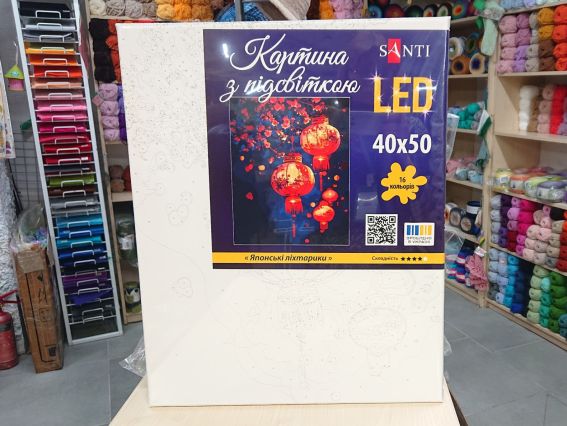 Картина
з підсвіткою
SANTI
LED
40x50
16
кольорів
« Японські ліхтарики »
Складність